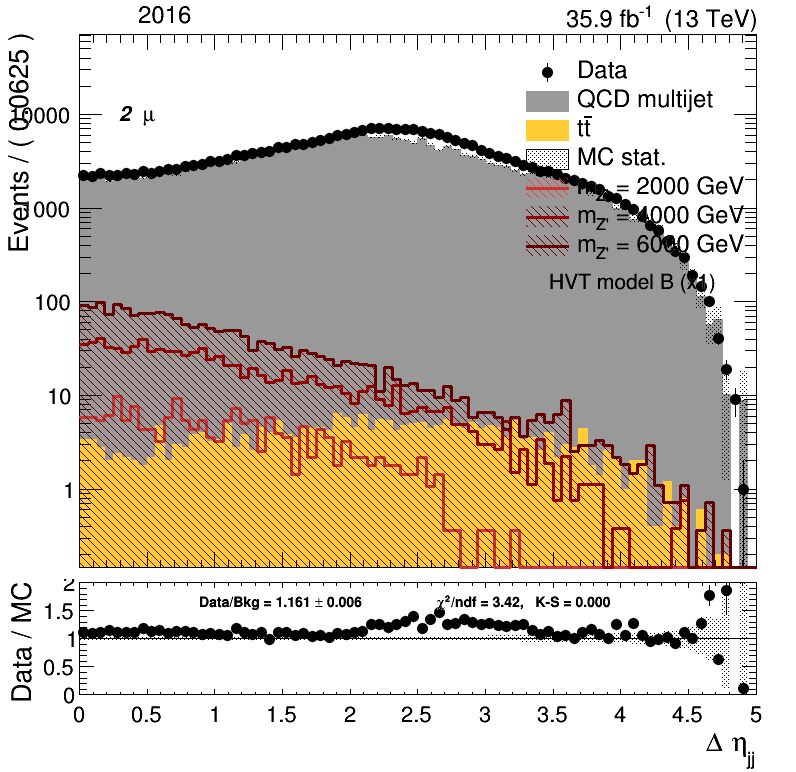 2016 35.9 fb⁻¹ (13 TeV)
Events / ( 0.0625 )
2 μ
Data
QCD multijet
tt̄
MC stat.
m_Z' = 2000 GeV
m_Z' = 4000 GeV
m_Z' = 6000 GeV
HVT model B (x1)
10000
1000
100
10
1
Data / MC
Data/Bkg = 1.161 ± 0.006 χ²/ndf = 3.42, K-S = 0.000
2
1.5
1
0.5
0
0 0.5 1 1.5 2 2.5 3 3.5 4 4.5 5
Δ η_jj